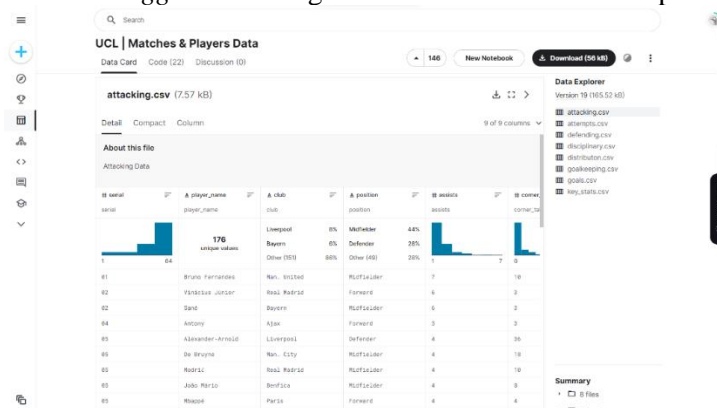 Search
UCL | Matches & Players Data
Data Card Code (22) Discussion (0)
146
New Notebook
Download (56 kB)
attacking.csv (7.57 kB)
Detail Compact Column
9 of 9 columns
About this file
Attacking Data
# serial
A player_name
A club
A position
# assists
serial
player_name
club
position
assists
1 64
176
unique values
Liverpool 6%
Bayern 6%
Other (151) 88%
Midfielder 44%
Defender 28%
Other (49) 28%
1 7
0
01 Bruno Fernandes Man. United Midfielder 7 10
02 Vinícius Júnior Real Madrid Forward 6 3
02 Sané Bayern Midfielder 6 3
04 Antony Ajax Forward 5 3
05 Alexander-Arnold Liverpool Defender 4 36
05 De Bruyne Man. City Midfielder 4 18
05 Modrić Real Madrid Midfielder 4 10
05 João Mário Benfica Midfielder 4 8
05 Mbappé Paris Forward 4 4
Data Explorer
Version 19 (165.52 kB)
attacking.csv
attempts.csv
defending.csv
disciplinary.csv
distributon.csv
goalkeeping.csv
goals.csv
key_stats.csv
Summary
8 files